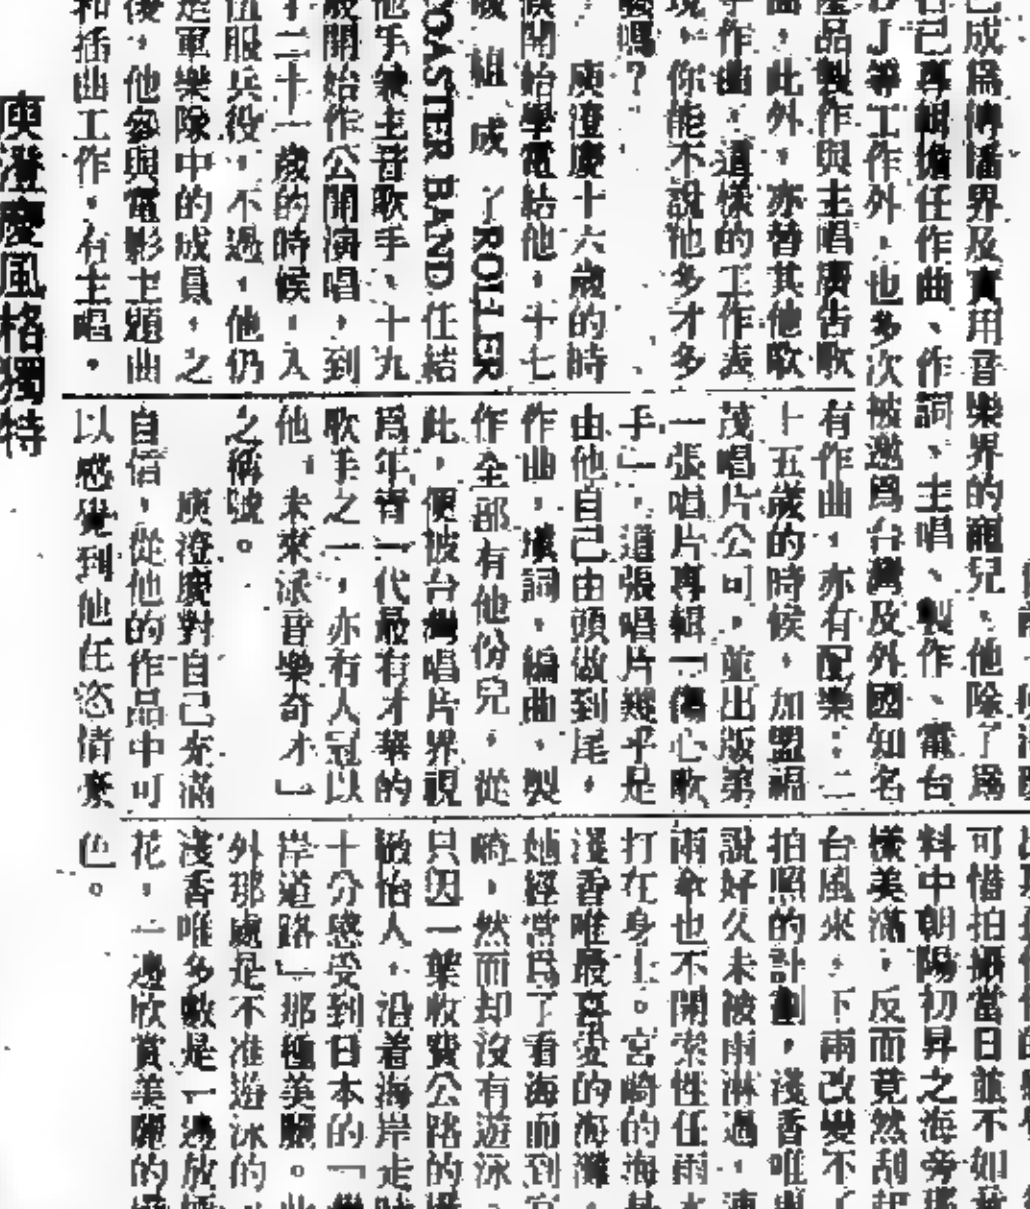 庾澄慶風格獨特
已成為傳播界及實用音樂界的寵兒，他除了為
自己專輯擔任作曲、作詞、主唱、製作、電台
ＤＪ等工作外，也多次被邀為台灣及外國知名
產品製作與主唱廣告歌
曲，此外，亦替其他歌
手作曲，這樣的工作表
現，你能不說他多才多
藝嗎？
庾澄慶十六歲的時
候開始學電結他，十七
歲組成了ROLLER
COASTER BAND任結
他手兼主音歌手、十九
歲開始作公開演唱，到
了二十一歲的時候，入
伍服兵役，不過，他仍
是軍樂隊中的成員，之
後，他參與電影主題曲
和插曲工作，有主唱，
有作曲，亦有配樂；二
十五歲的時候，加盟福
茂唱片公司，並出版第
一張唱片專輯「傷心歌
手」，這張唱片幾乎是
由他自己由頭做到尾，
作曲，填詞，編曲，製
作全部有他份兒，從
此，便被台灣唱片界視
為年青一代最有才華的
歌手之一，亦有人冠以
他「未來派音樂奇才」
之稱號。
庾澄慶對自己充滿
自信，從他的作品中可
以感覺到他任恣情豪
可惜拍攝當日並不如
料中朝陽初昇之海旁
樣美滿，反而竟然刮起
台風來，下雨改變不了
拍照的計劃，淺香唯
說好久未被雨淋過，
雨傘也不開索性任雨
打在身上。宮崎的海
淺香唯最喜愛的海灘，
她經常為了看海而到宮
崎，然而却沒有遊泳，
只因一葉收費公路的
人，沿着海岸走
十分感受到日本的「
岸道路」那種美麗。此
外那處是不准遊泳的
淺香唯多數是一邊放
花，一邊欣賞美麗的
色。